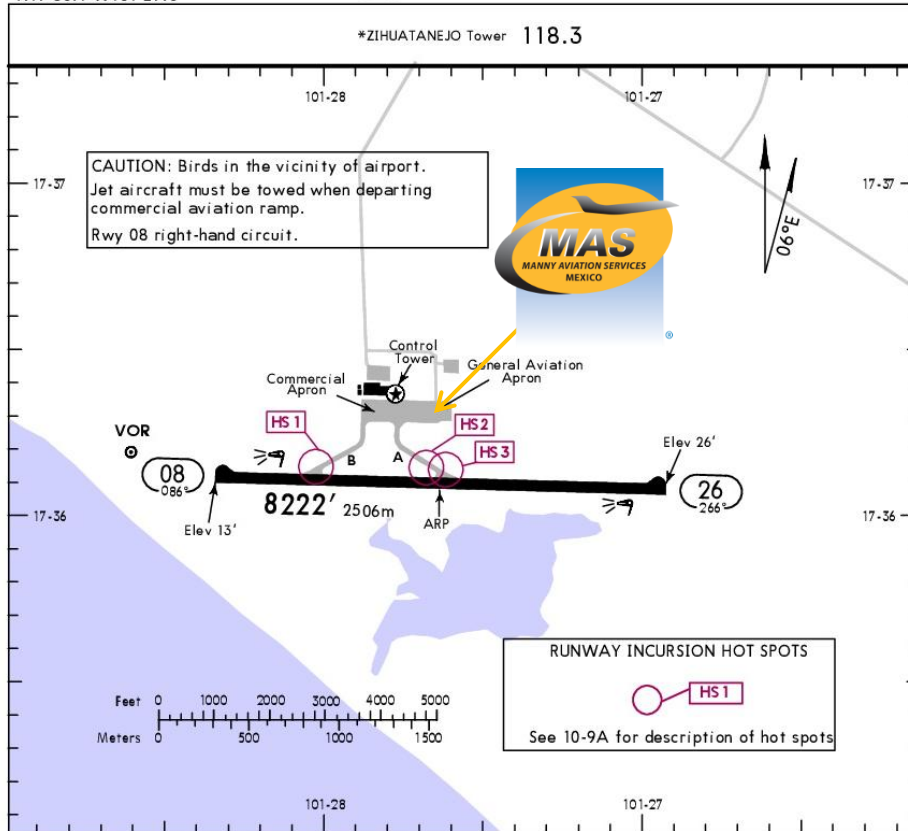 *ZIHUATANEJO Tower 118.3
101-28
101-27
CAUTION: Birds in the vicinity of airport.
Jet aircraft must be towed when departing
commercial aviation ramp.
Rwy 08 right-hand circuit.
17-37
17-37
06°E
MAS
MANNY AVIATION SERVICES
MEXICO
®
Control
Tower
General Aviation
Apron
Commercial
Apron
HS 1
HS 2
HS 3
VOR
B
A
Elev 26'
08
086°
26
266°
8222' 2506m
Elev 13'
ARP
17-36
17-36
RUNWAY INCURSION HOT SPOTS
HS 1
See 10-9A for description of hot spots
Feet 0 1000 2000 3000 4000 5000
Meters 0 500 1000 1500
101-28
101-27